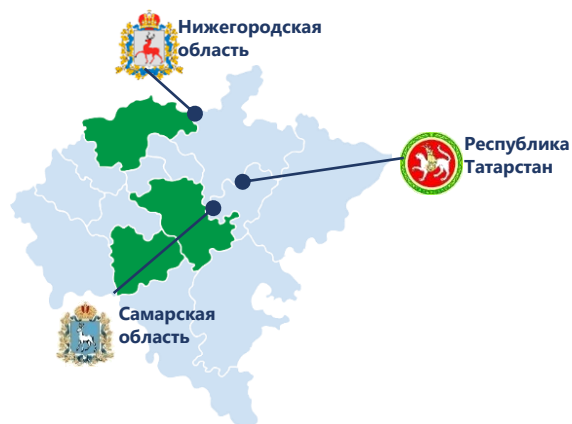 Нижегородская
область
Республика
Татарстан
Самарская
область